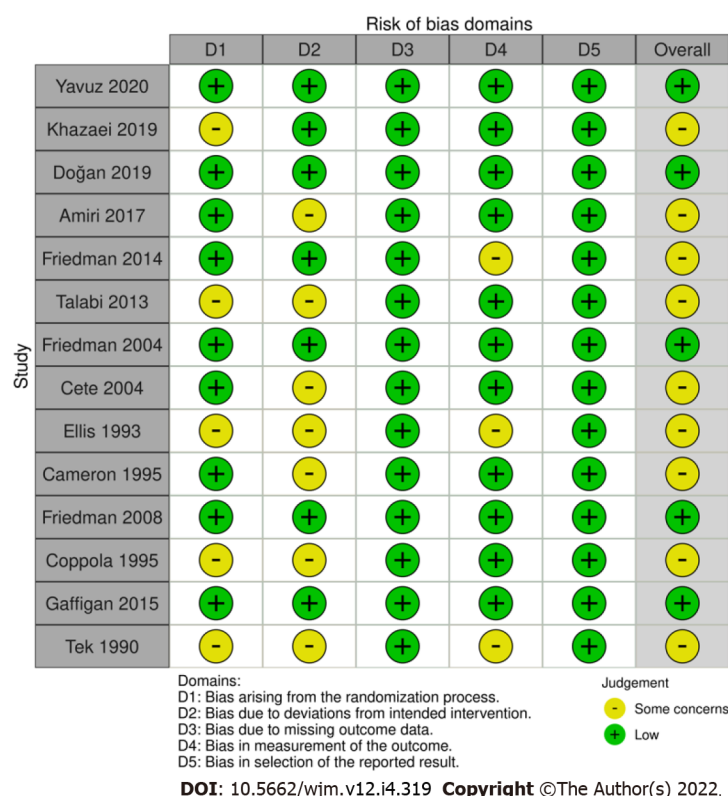 Risk of bias domains
D1 D2 D3 D4 D5 Overall
Study
Yavuz 2020 + + + + + +
Khazaei 2019 - + + + + -
Doğan 2019 + + + + + +
Amiri 2017 + - + + + -
Friedman 2014 + + + - + -
Talabi 2013 - - + + + -
Friedman 2004 + + + + + +
Cete 2004 + - + + + -
Ellis 1993 - - + - + -
Cameron 1995 + - + + + -
Friedman 2008 + + + + + +
Coppola 1995 - - + + + -
Gaffigan 2015 + + + + + +
Tek 1990 - - + - + -
Domains:
D1: Bias arising from the randomization process.
D2: Bias due to deviations from intended intervention.
D3: Bias due to missing outcome data.
D4: Bias in measurement of the outcome.
D5: Bias in selection of the reported result.
Judgement
- Some concerns
+ Low
DOI: 10.5662/wjm.v12.i4.319 Copyright ©The Author(s) 2022.